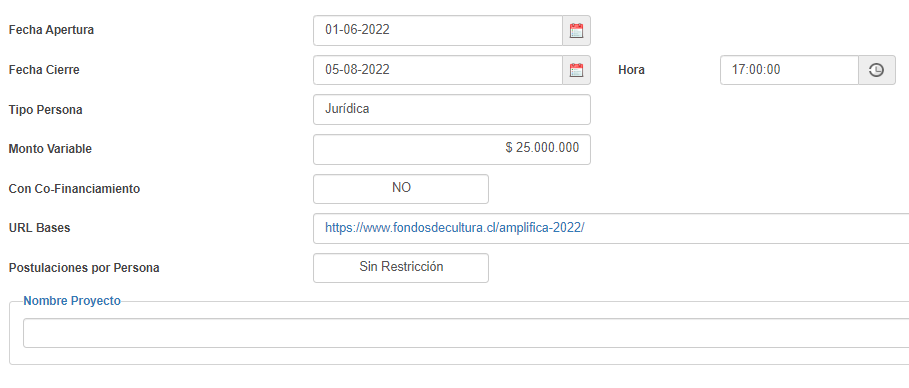 Fecha Apertura 01-06-2022
Fecha Cierre 05-08-2022 Hora 17:00:00
Tipo Persona Jurídica
Monto Variable $ 25.000.000
Con Co-Financiamiento NO
URL Bases https://www.fondosdecultura.cl/amplifica-2022/
Postulaciones por Persona Sin Restricción
Nombre Proyecto